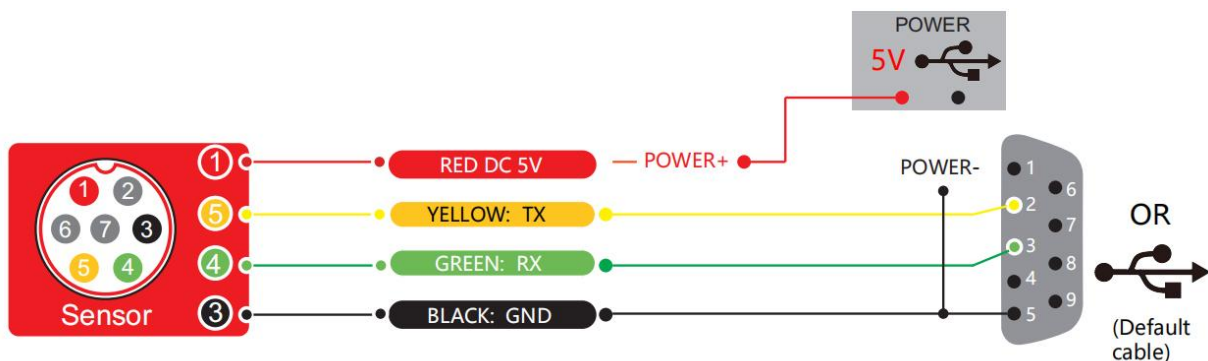 POWER
5V
1 RED DC 5V POWER+
POWER-
1
6
1 2
5 YELLOW: TX
2
7
OR
6 7 3
4 GREEN: RX
3
8
5 4
4
9
Sensor
3 BLACK: GND
5
(Default
cable)